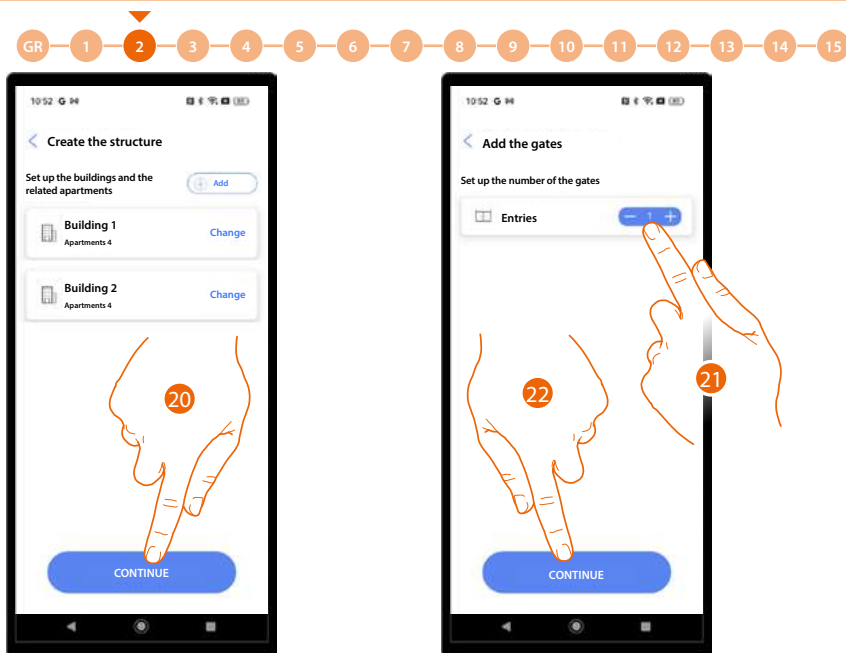 GR 1 2 3 4 5 6 7 8 9 10 11 12 13 14 15
10:52 G
Create the structure
Set up the buildings and the
related apartments
Add
Building 1
Apartments 4
Change
Building 2
Apartments 4
Change
20
CONTINUE
10:52 G
Add the gates
Set up the number of the gates
Entries
1
21
22
CONTINUE